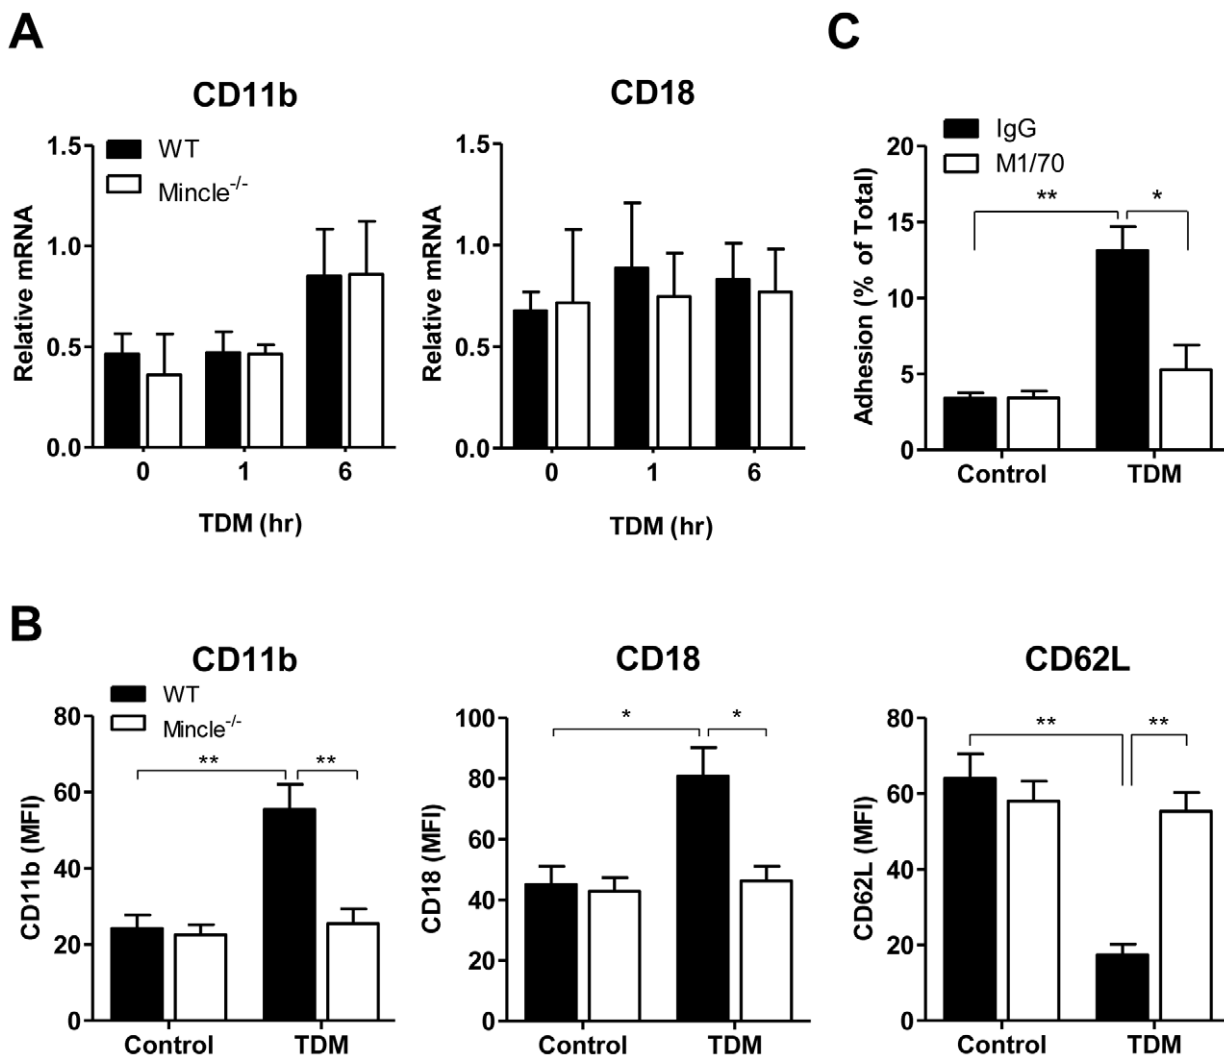 A
CD11b
WT
Mincle-/-
Relative mRNA
1.5
1.0
0.5
0.0
0 1 6
TDM (hr)
CD18
Relative mRNA
1.5
1.0
0.5
0.0
0 1 6
TDM (hr)
C
IgG
M1/70
Adhesion (% of Total)
20
15
10
5
0
** *
Control TDM
B
CD11b
WT
Mincle-/-
CD11b (MFI)
80
60
40
20
0
** **
Control TDM
CD18
CD18 (MFI)
100
80
60
40
20
0
* *
Control TDM
CD62L
CD62L (MFI)
80
60
40
20
0
** **
Control TDM